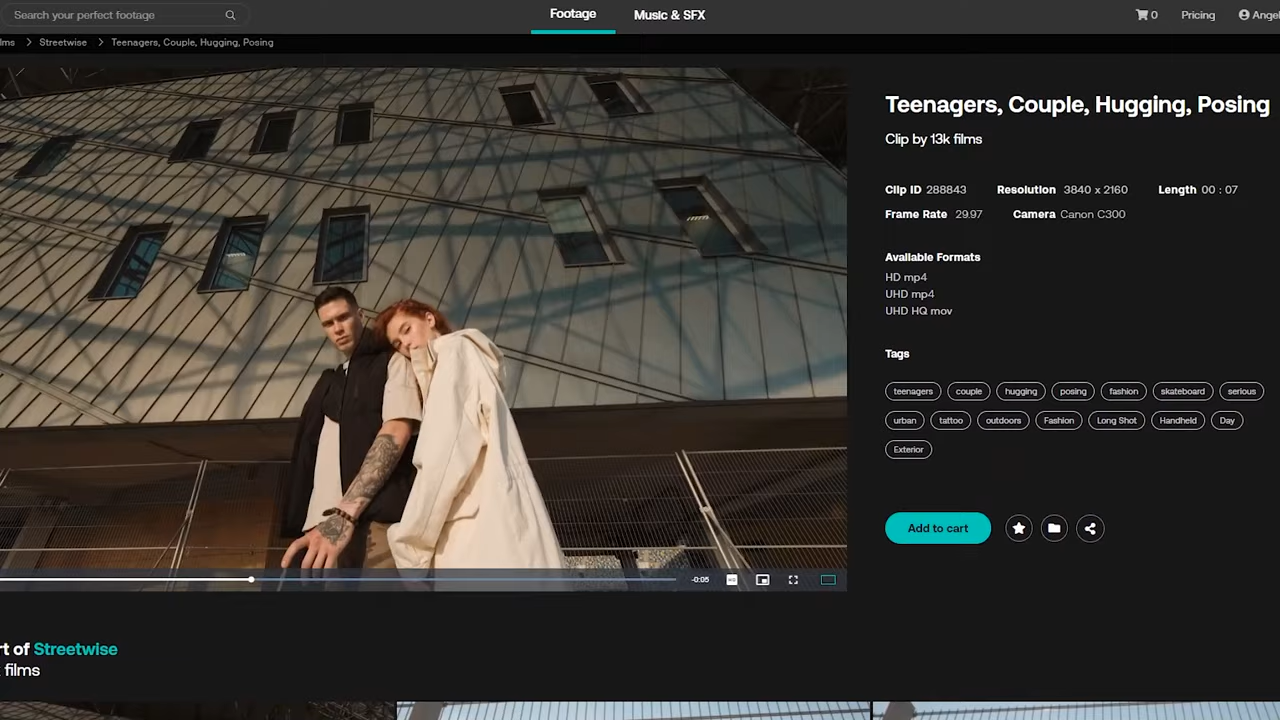 Search your perfect footage
Footage
Music & SFX
0
Pricing
Angel
lms > Streetwise > Teenagers, Couple, Hugging, Posing
Teenagers, Couple, Hugging, Posing
Clip by 13k films
Clip ID 288843 Resolution 3840 x 2160 Length 00 : 07
Frame Rate 29.97 Camera Canon C300
Available Formats
HD mp4
UHD mp4
UHD HQ mov
Tags
teenagers couple hugging posing fashion skateboard serious
urban tattoo outdoors Fashion Long Shot Handheld Day
Exterior
Add to cart
-0:05
HD
rt of Streetwise
films